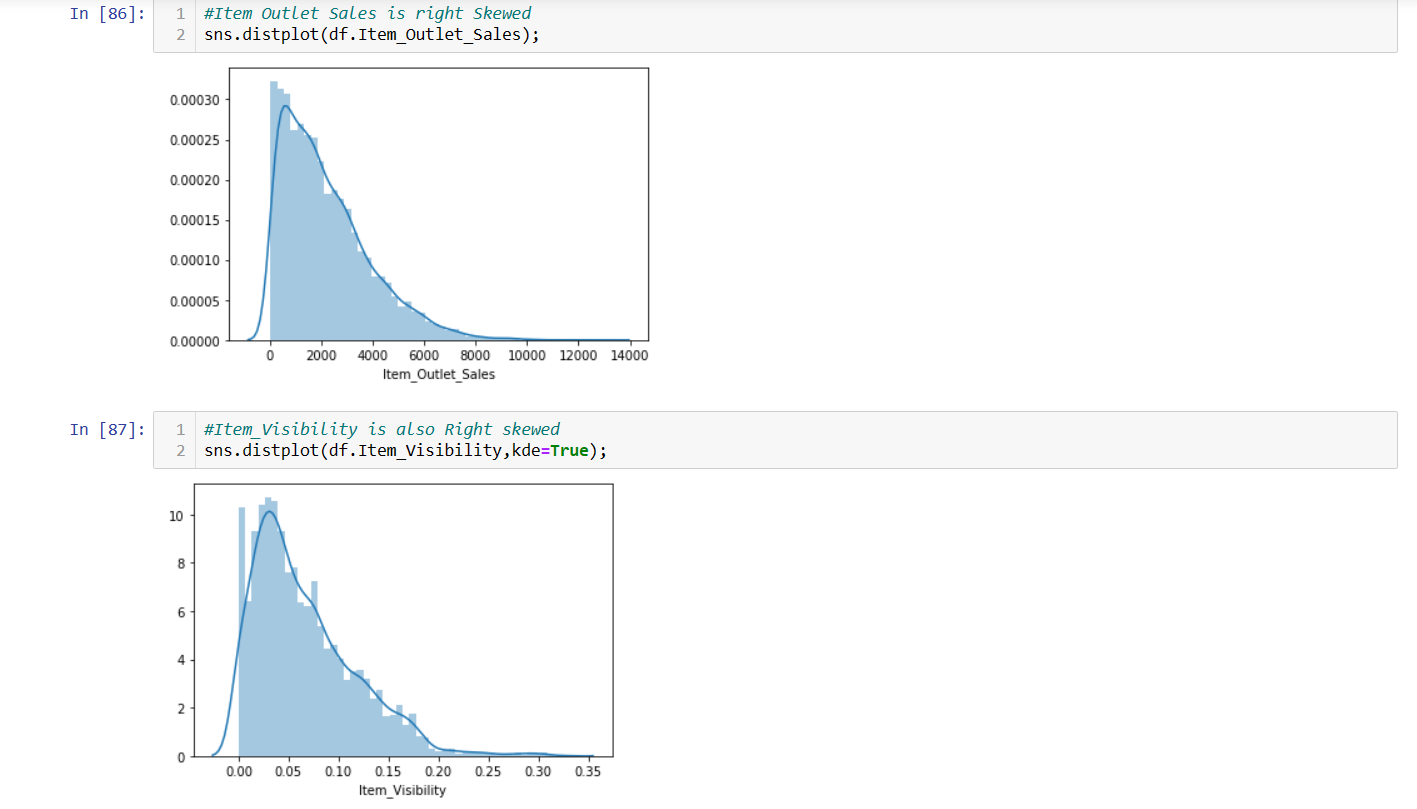 In [86]:
1 #Item Outlet Sales is right Skewed
2 sns.distplot(df.Item_Outlet_Sales);
0.00030
0.00025
0.00020
0.00015
0.00010
0.00005
0.00000
0 2000 4000 6000 8000 10000 12000 14000
Item_Outlet_Sales
In [87]:
1 #Item_Visibility is also Right skewed
2 sns.distplot(df.Item_Visibility,kde=True);
10
8
6
4
2
0
0.00 0.05 0.10 0.15 0.20 0.25 0.30 0.35
Item_Visibility